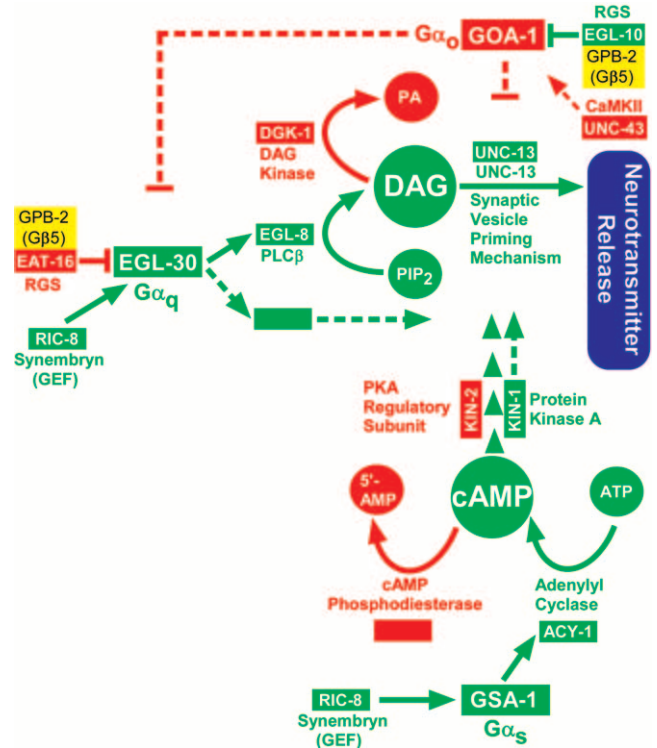 RGS
Gαo GOA-1
EGL-10
GPB-2
(Gβ5)
CaMKII
UNC-43
PA
DGK-1
DAG
Kinase
DAG
UNC-13
UNC-13
Synaptic
Vesicle
Priming
Mechanism
Neurotransmitter
Release
GPB-2
(Gβ5)
EAT-16
RGS
EGL-30
Gαq
EGL-8
PLCβ
PIP2
RIC-8
Synembryn
(GEF)
PKA
Regulatory
Subunit
KIN-2
KIN-1
Protein
Kinase A
5'-
AMP
cAMP
ATP
cAMP
Phosphodiesterase
Adenylyl
Cyclase
ACY-1
RIC-8
Synembryn
(GEF)
GSA-1
Gαs